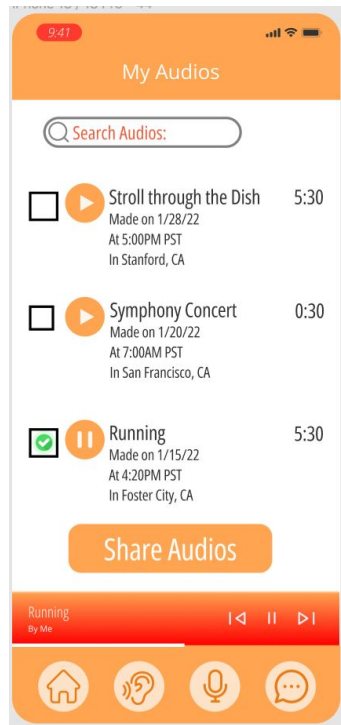 9:41
My Audios
Search Audios:
Stroll through the Dish 5:30
Made on 1/28/22
At 5:00PM PST
In Stanford, CA
Symphony Concert 0:30
Made on 1/20/22
At 7:00AM PST
In San Francisco, CA
Running 5:30
Made on 1/15/22
At 4:20PM PST
In Foster City, CA
Share Audios
Running
By Me